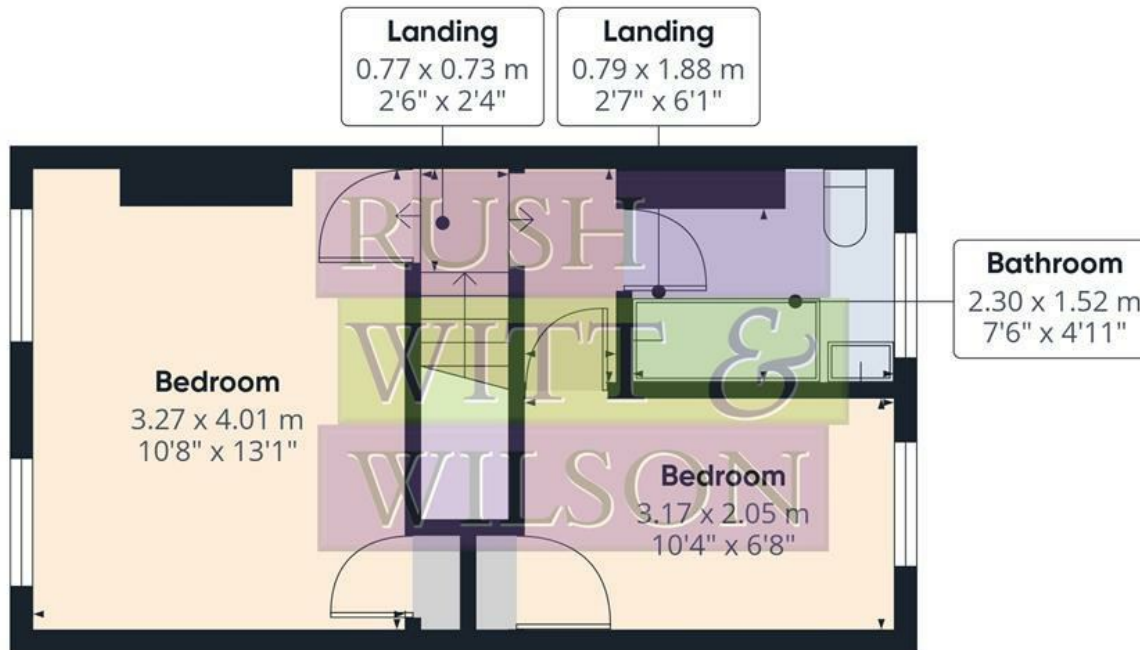 Landing
0.77 x 0.73 m
2'6" x 2'4"
Landing
0.79 x 1.88 m
2'7" x 6'1"
RUSH
WITT &
WILSON
Bathroom
2.30 x 1.52 m
7'6" x 4'11"
Bedroom
3.27 x 4.01 m
10'8" x 13'1"
Bedroom
3.17 x 2.05 m
10'4" x 6'8"